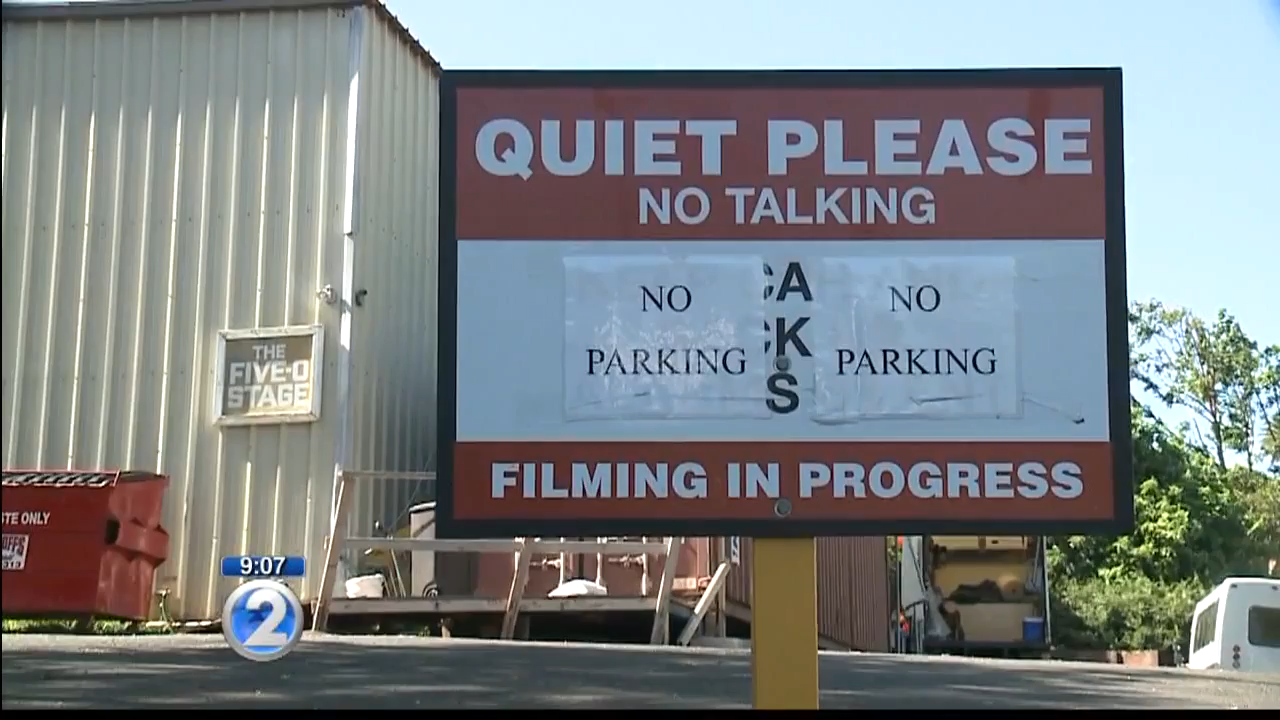 QUIET PLEASE
NO TALKING
NO
PARKING
CA
CK
S
NO
PARKING
FILMING IN PROGRESS
THE
FIVE-O
STAGE
TE ONLY
9:07
2